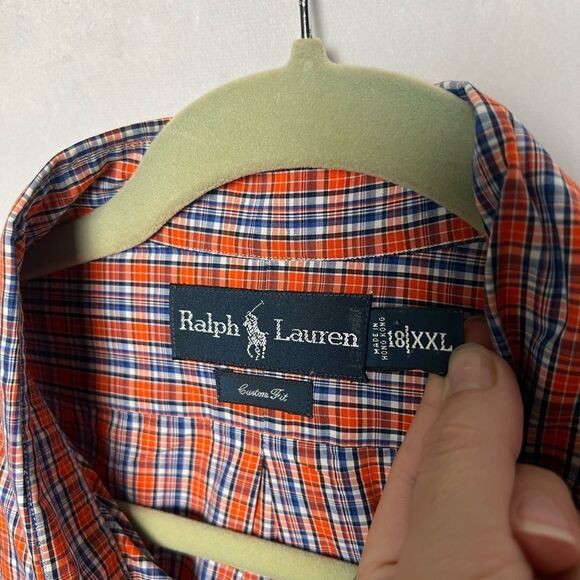 Ralph Lauren
MADE IN
HONG KONG
18|XXL
Custom Fit